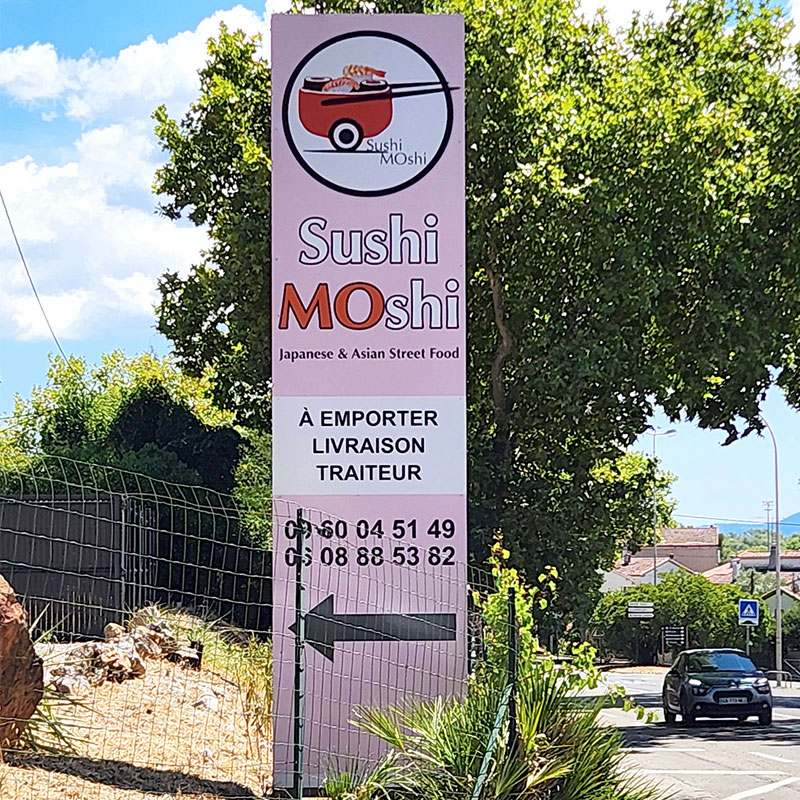 Sushi
MOshi
Sushi
MOshi
Japanese & Asian Street Food
À EMPORTER
LIVRAISON
TRAITEUR
09 60 04 51 49
06 08 88 53 82